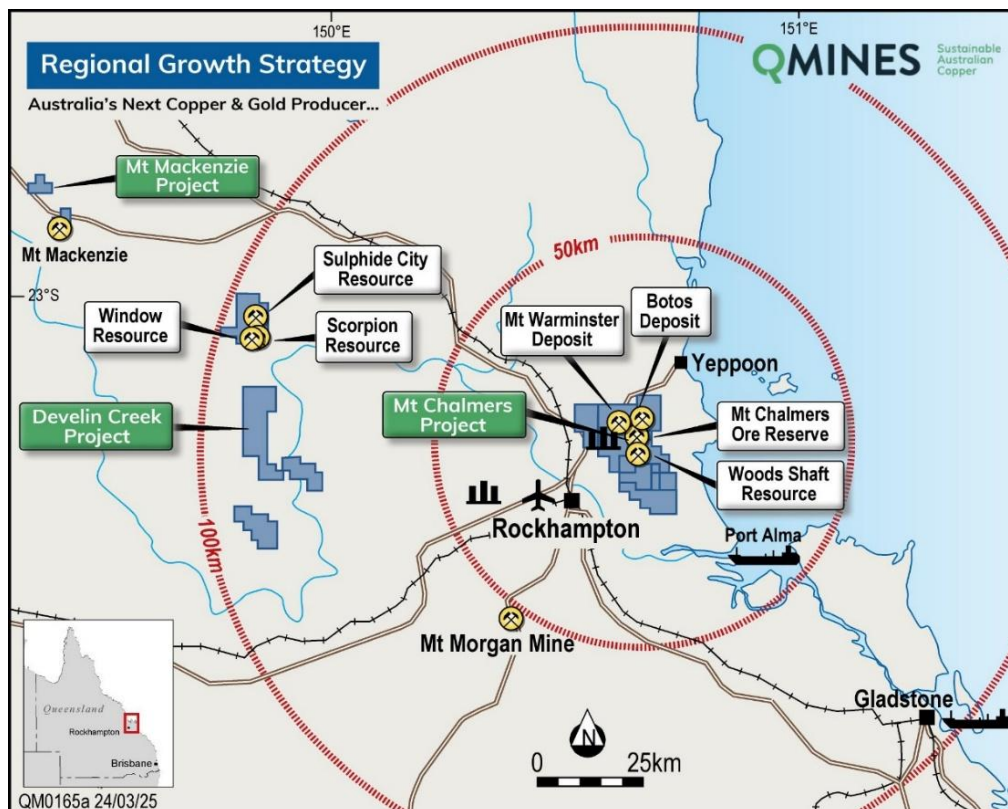 150°E
151°E
Regional Growth Strategy
Australia's Next Copper & Gold Producer...
QMINES
Sustainable
Australian
Copper
Mt Mackenzie
Project
Mt Mackenzie
23°S
Sulphide City
Resource
Window
Resource
Scorpion
Resource
50km
Mt Warminster
Deposit
Botos
Deposit
Yeppoon
Develin Creek
Project
Mt Chalmers
Project
Mt Chalmers
Ore Reserve
Woods Shaft
Resource
100km
Rockhampton
Port Alma
Mt Morgan Mine
Gladstone
Queensland
Rockhampton
Brisbane
N
0
25km
QM0165a 24/03/25